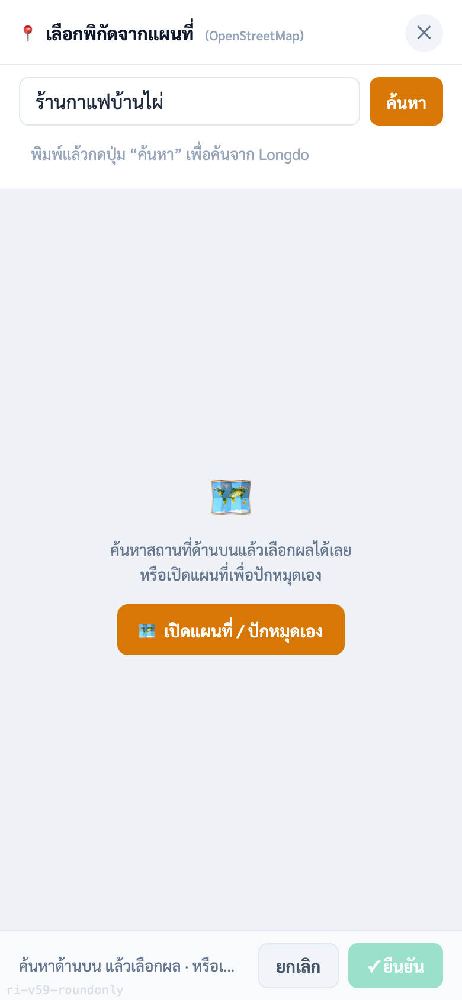 เลือกพิกัดจากแผนที่ (OpenStreetMap)
ร้านกาแฟบ้านไผ่
ค้นหา
พิมพ์แล้วกดปุ่ม “ค้นหา” เพื่อค้นจาก Longdo
ค้นหาสถานที่ด้านบนแล้วเลือกผลได้เลย
หรือเปิดแผนที่เพื่อปักหมุดเอง
เปิดแผนที่ / ปักหมุดเอง
ค้นหาด้านบน แล้วเลือกผล · หรือเ...
ยกเลิก
✓ ยืนยัน
ri-v59-roundonly